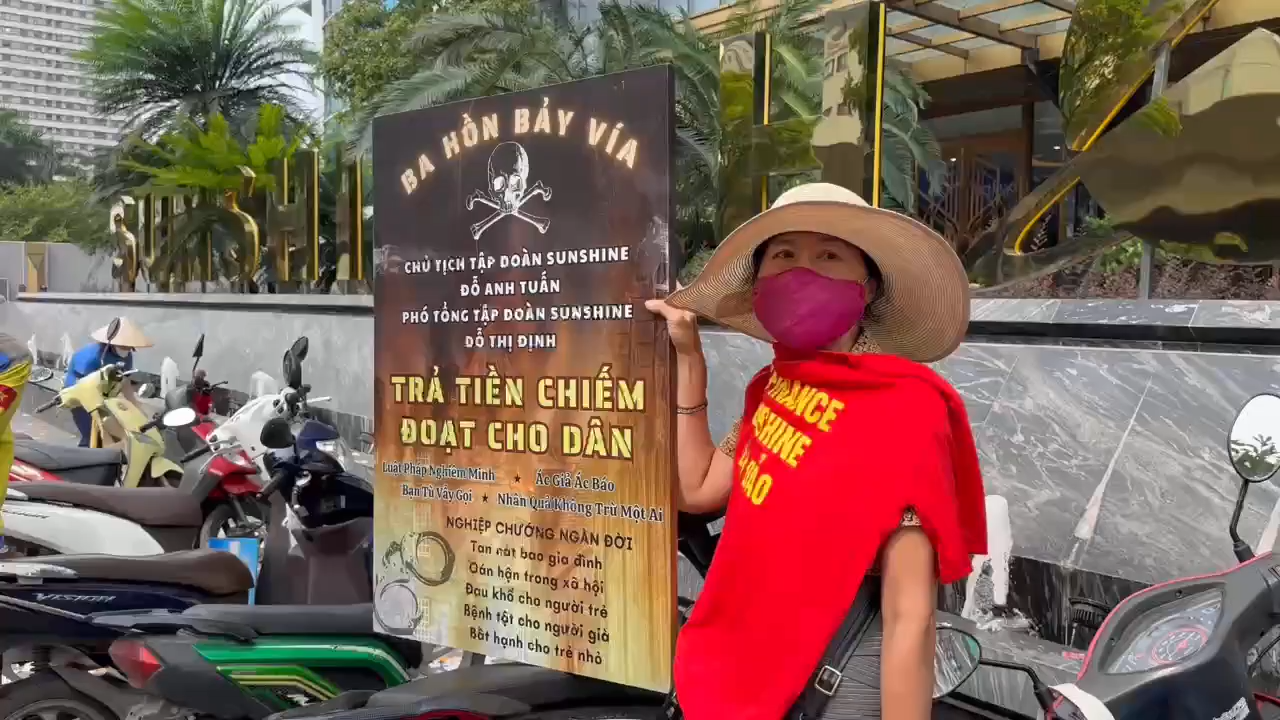 BA HỒN BẢY VÍA
CHỦ TỊCH TẬP ĐOÀN SUNSHINE
ĐỖ ANH TUẤN
PHÓ TỔNG TẬP ĐOÀN SUNSHINE
ĐỖ THỊ ĐỊNH
TRẢ TIỀN CHIẾM
ĐOẠT CHO DÂN
Luật Pháp Nghiêm Minh ★ Ác Giả Ác Báo
Bạn Tù Vẫy Gọi ★ Nhân Quả Không Trừ Một Ai
NGHIỆP CHƯỚNG NGÀN ĐỜI
Tan nát bao gia đình
Oán hận trong xã hội
Đau khổ cho người trẻ
Bệnh tật cho người già
Bất hạnh cho trẻ nhỏ
VISION